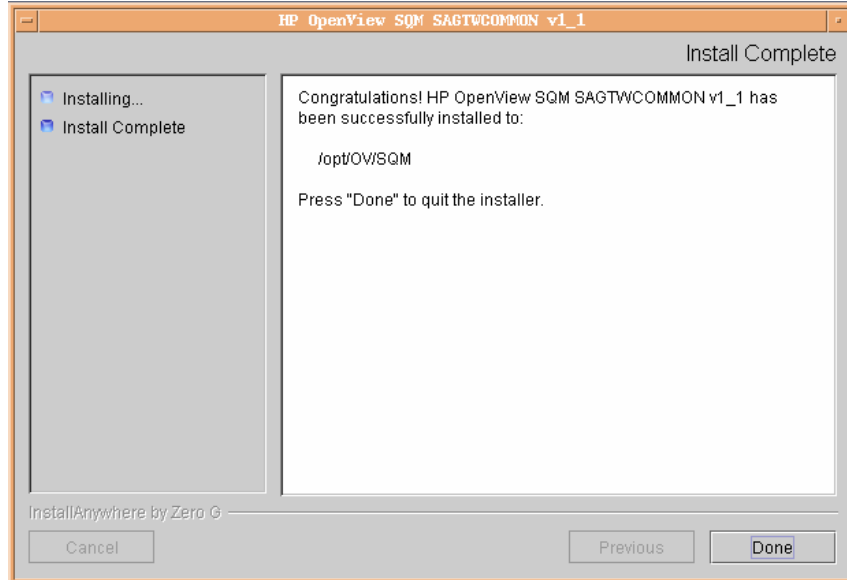 HP OpenView SQM SAGTWCOMMON v1_1
Install Complete
Installing...
Install Complete
Congratulations! HP OpenView SQM SAGTWCOMMON v1_1 has
been successfully installed to:
/opt/OV/SQM
Press "Done" to quit the installer.
InstallAnywhere by Zero G
Cancel
Previous
Done